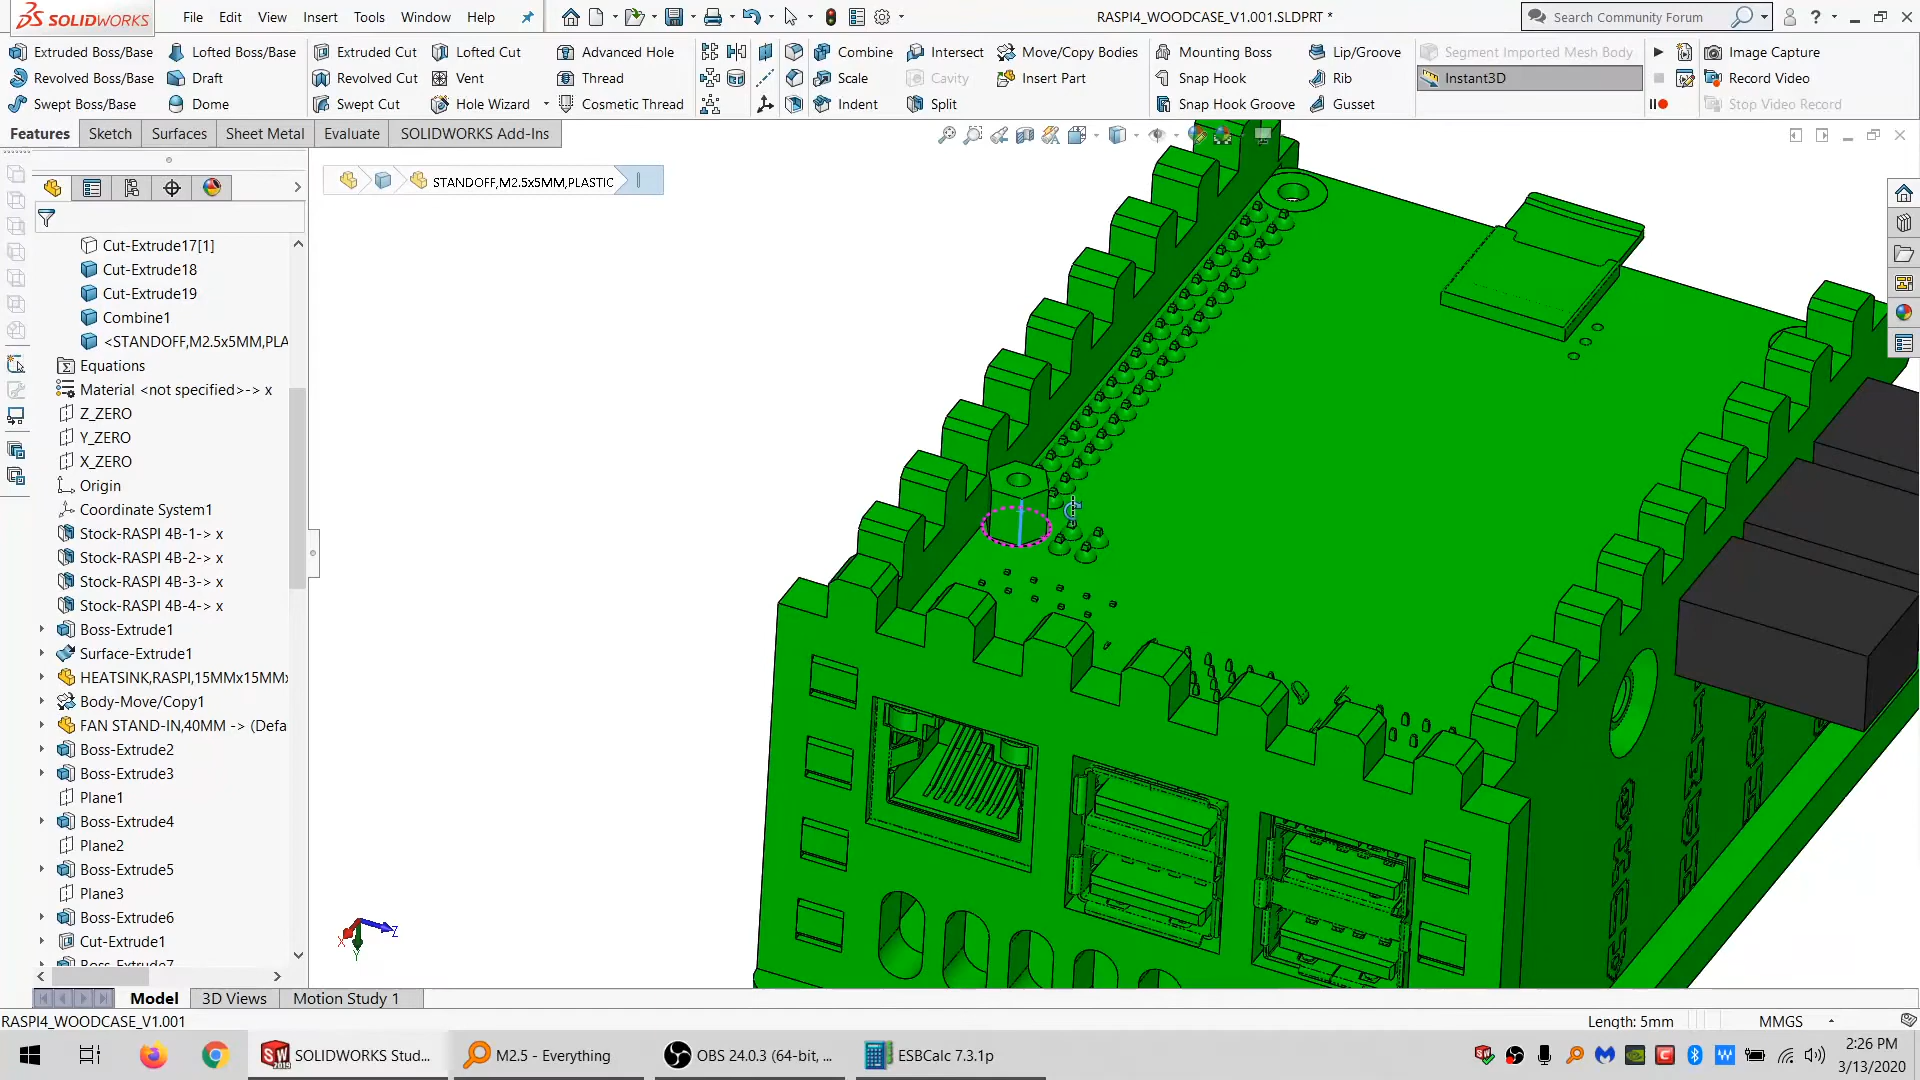 SOLIDWORKS
File Edit View Insert Tools Window Help
RASPI4_WOODCASE_V1.001.SLDPRT *
Search Community Forum
Extruded Boss/Base
Revolved Boss/Base
Swept Boss/Base
Lofted Boss/Base
Draft
Dome
Extruded Cut
Revolved Cut
Swept Cut
Lofted Cut
Vent
Hole Wizard
Advanced Hole
Thread
Cosmetic Thread
Combine
Scale
Indent
Intersect
Cavity
Split
Move/Copy Bodies
Insert Part
Mounting Boss
Snap Hook
Snap Hook Groove
Lip/Groove
Rib
Gusset
Segment Imported Mesh Body
Instant3D
Image Capture
Record Video
Stop Video Record
Features Sketch Surfaces Sheet Metal Evaluate SOLIDWORKS Add-Ins
STANDOFF,M2.5x5MM,PLASTIC
Cut-Extrude17[1]
Cut-Extrude18
Cut-Extrude19
Combine1
<STANDOFF,M2.5x5MM,PLA
Equations
Material <not specified>-> x
Z_ZERO
Y_ZERO
X_ZERO
Origin
Coordinate System1
Stock-RASPI 4B-1-> x
Stock-RASPI 4B-2-> x
Stock-RASPI 4B-3-> x
Stock-RASPI 4B-4-> x
Boss-Extrude1
Surface-Extrude1
HEATSINK,RASPI,15MMx15MMx
Body-Move/Copy1
FAN STAND-IN,40MM -> (Defa
Boss-Extrude2
Boss-Extrude3
Plane1
Boss-Extrude4
Plane2
Boss-Extrude5
Plane3
Boss-Extrude6
Cut-Extrude1
Boss-Extrude7
X Y Z
Model 3D Views Motion Study 1
RASPI4_WOODCASE_V1.001
Length: 5mm
MMGS
SOLIDWORKS Stud...
M2.5 - Everything
OBS 24.0.3 (64-bit, ...
ESBCalc 7.3.1p
2:26 PM
3/13/2020